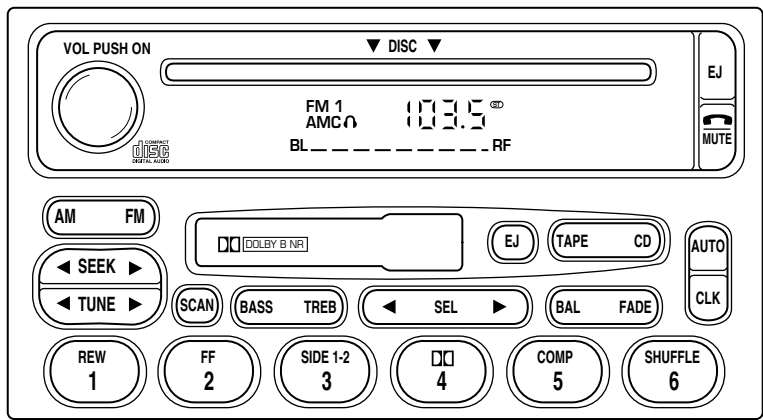 VOL PUSH ON
DISC
EJ
FM 1
103.5
ST
AMC
MUTE
BL
RF
COMPACT
disc
DIGITAL AUDIO
AM FM
DOLBY B NR
EJ
TAPE CD
AUTO
SEEK
TUNE
SCAN
BASS TREB
SEL
BAL FADE
CLK
REW
1
FF
2
SIDE 1-2
3
4
COMP
5
SHUFFLE
6